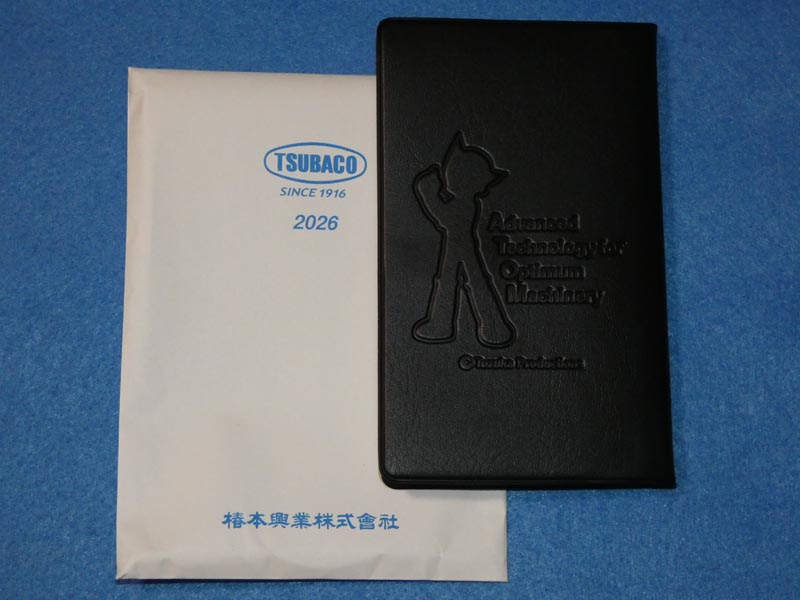 TSUBACO
SINCE 1916
2026
椿本興業株式會社
Advanced
Technology for
Optimum
Machinery
© Tezuka Productions